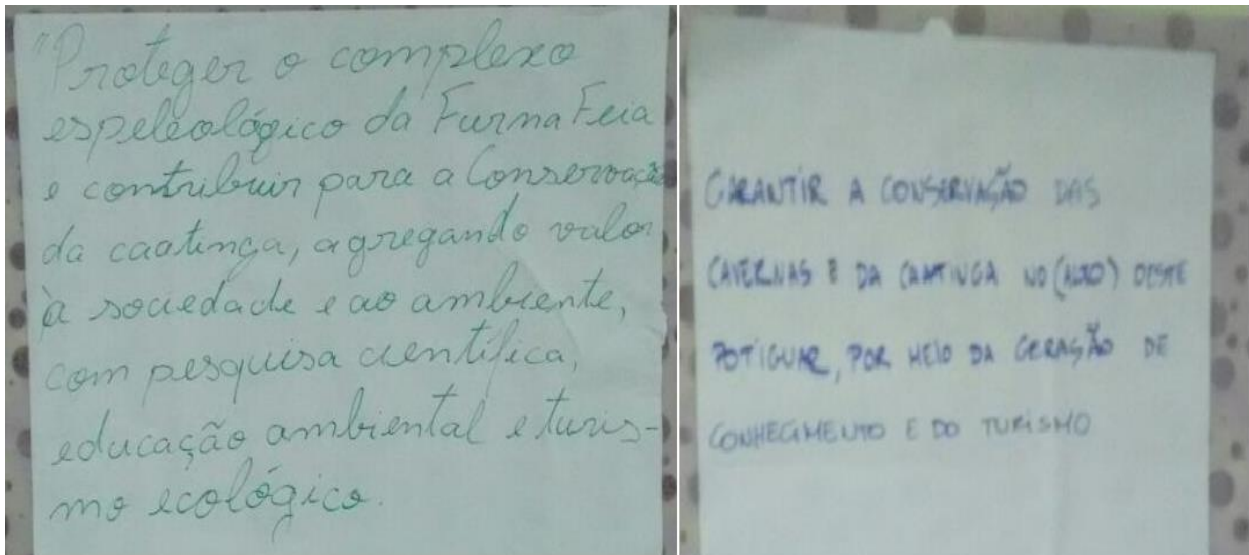 "Proteger o complexo
espeleológico da Furna Feia
e contribuir para a Conservação
da caatinga, agregando valor
à sociedade e ao ambiente,
com pesquisa científica,
educação ambiental e turis-
mo ecológico.
GARANTIR A CONSERVAÇÃO DAS
CAVERNAS E DA CAATINGA NO (ALTO) OESTE
POTIGUAR, POR MEIO DA GERAÇÃO DE
CONHECIMENTO E DO TURISMO